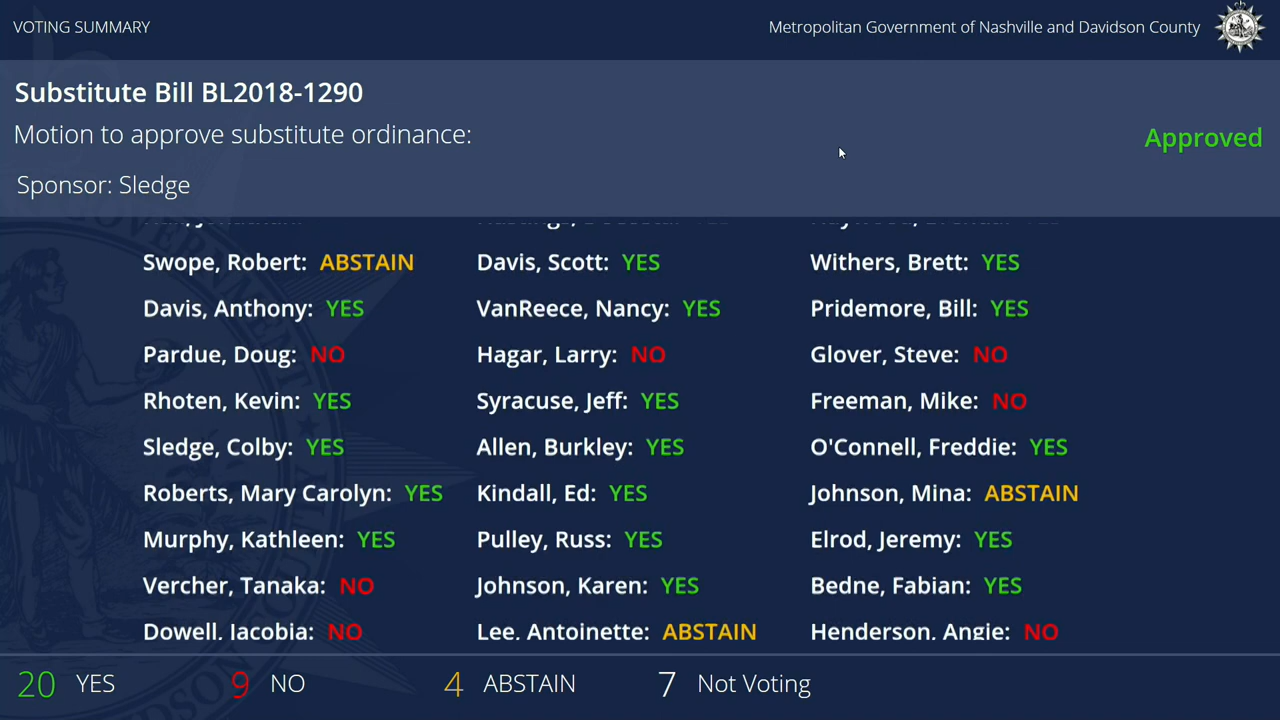 VOTING SUMMARY
Metropolitan Government of Nashville and Davidson County
Substitute Bill BL2018-1290
Motion to approve substitute ordinance:
Approved
Sponsor: Sledge
Swope, Robert: ABSTAIN Davis, Scott: YES Withers, Brett: YES
Davis, Anthony: YES VanReece, Nancy: YES Pridemore, Bill: YES
Pardue, Doug: NO Hagar, Larry: NO Glover, Steve: NO
Rhoten, Kevin: YES Syracuse, Jeff: YES Freeman, Mike: NO
Sledge, Colby: YES Allen, Burkley: YES O'Connell, Freddie: YES
Roberts, Mary Carolyn: YES Kindall, Ed: YES Johnson, Mina: ABSTAIN
Murphy, Kathleen: YES Pulley, Russ: YES Elrod, Jeremy: YES
Vercher, Tanaka: NO Johnson, Karen: YES Bedne, Fabian: YES
Dowell, Jacobia: NO Lee, Antoinette: ABSTAIN Henderson, Angie: NO
20 YES 9 NO 4 ABSTAIN 7 Not Voting